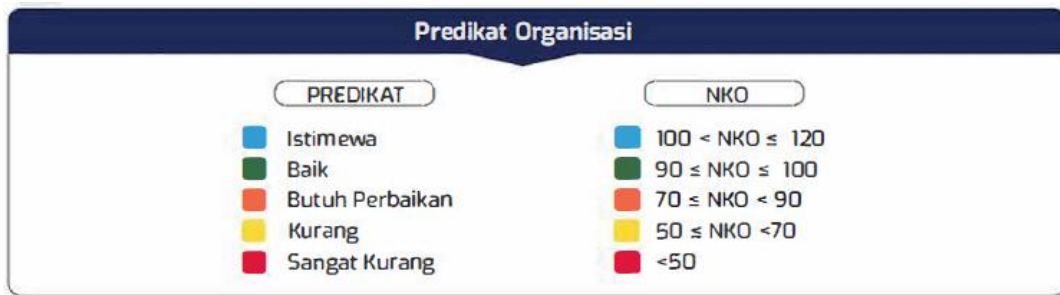 Predikat Organisasi
PREDIKAT NKO
Istimewa 100 < NKO ≤ 120
Baik 90 ≤ NKO ≤ 100
Butuh Perbaikan 70 ≤ NKO < 90
Kurang 50 ≤ NKO <70
Sangat Kurang <50